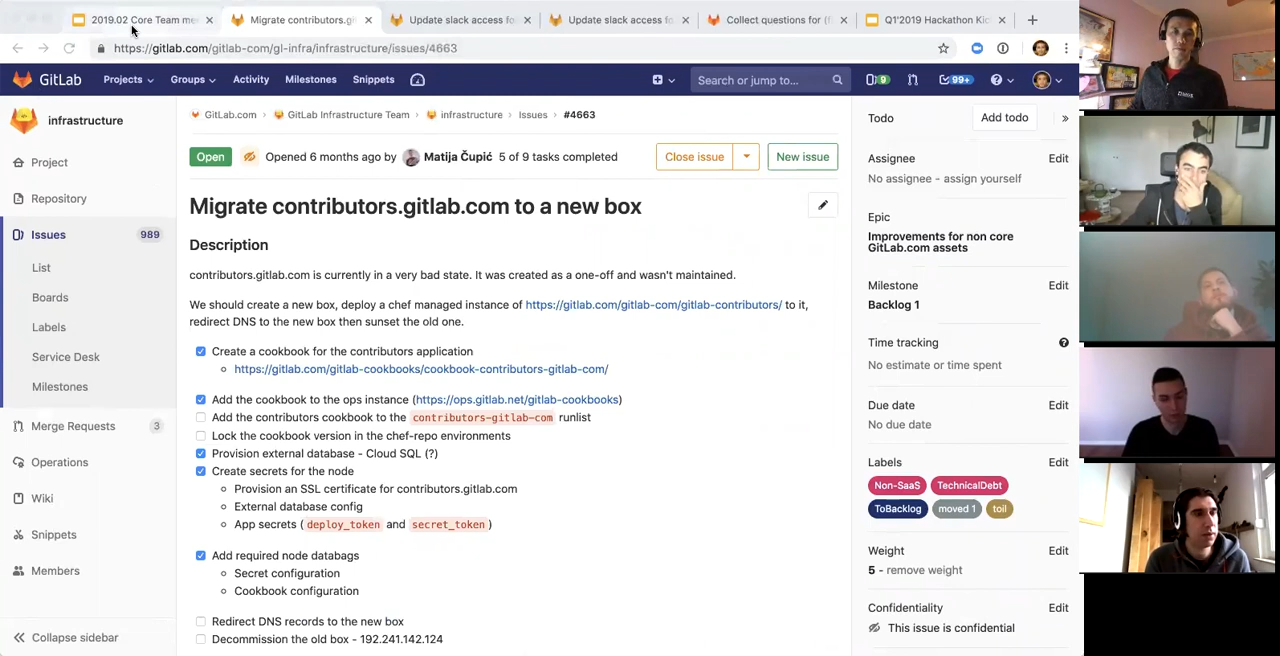 2019.02 Core Team me
Migrate contributors.gi
Update slack access fo
Update slack access fo
Collect questions for (f
Q1'2019 Hackathon Kic
https://gitlab.com/gitlab-com/gl-infra/infrastructure/issues/4663
GitLab
Projects
Groups
Activity
Milestones
Snippets
Search or jump to...
9
99+
infrastructure
Project
Repository
Issues 989
List
Boards
Labels
Service Desk
Milestones
Merge Requests 3
Operations
Wiki
Snippets
Members
Collapse sidebar
GitLab.com › GitLab Infrastructure Team › infrastructure › Issues › #4663
Open Opened 6 months ago by Matija Čupić 5 of 9 tasks completed
Close issue
New issue
Migrate contributors.gitlab.com to a new box
Description
contributors.gitlab.com is currently in a very bad state. It was created as a one-off and wasn't maintained.
We should create a new box, deploy a chef managed instance of https://gitlab.com/gitlab-com/gitlab-contributors/ to it,
redirect DNS to the new box then sunset the old one.
Create a cookbook for the contributors application
https://gitlab.com/gitlab-cookbooks/cookbook-contributors-gitlab-com/
Add the cookbook to the ops instance (https://ops.gitlab.net/gitlab-cookbooks)
Add the contributors cookbook to the contributors-gitlab-com runlist
Lock the cookbook version in the chef-repo environments
Provision external database - Cloud SQL (?)
Create secrets for the node
Provision an SSL certificate for contributors.gitlab.com
External database config
App secrets ( deploy_token and secret_token )
Add required node databags
Secret configuration
Cookbook configuration
Redirect DNS records to the new box
Decommission the old box - 192.241.142.124
Todo
Add todo
»
Assignee Edit
No assignee - assign yourself
Epic
Improvements for non core
GitLab.com assets
Milestone Edit
Backlog 1
Time tracking
No estimate or time spent
Due date Edit
No due date
Labels Edit
Non-SaaS TechnicalDebt
ToBacklog moved 1 toil
Weight Edit
5 - remove weight
Confidentiality Edit
This issue is confidential